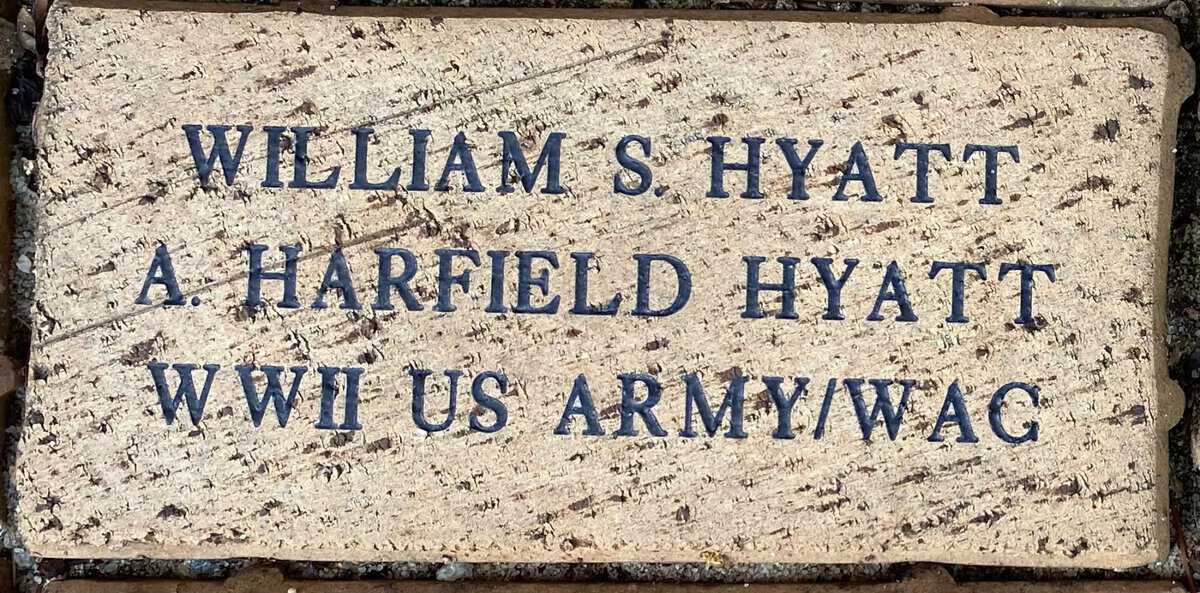 WILLIAM S. HYATT
A. HARFIELD HYATT
WWII US ARMY/WAC